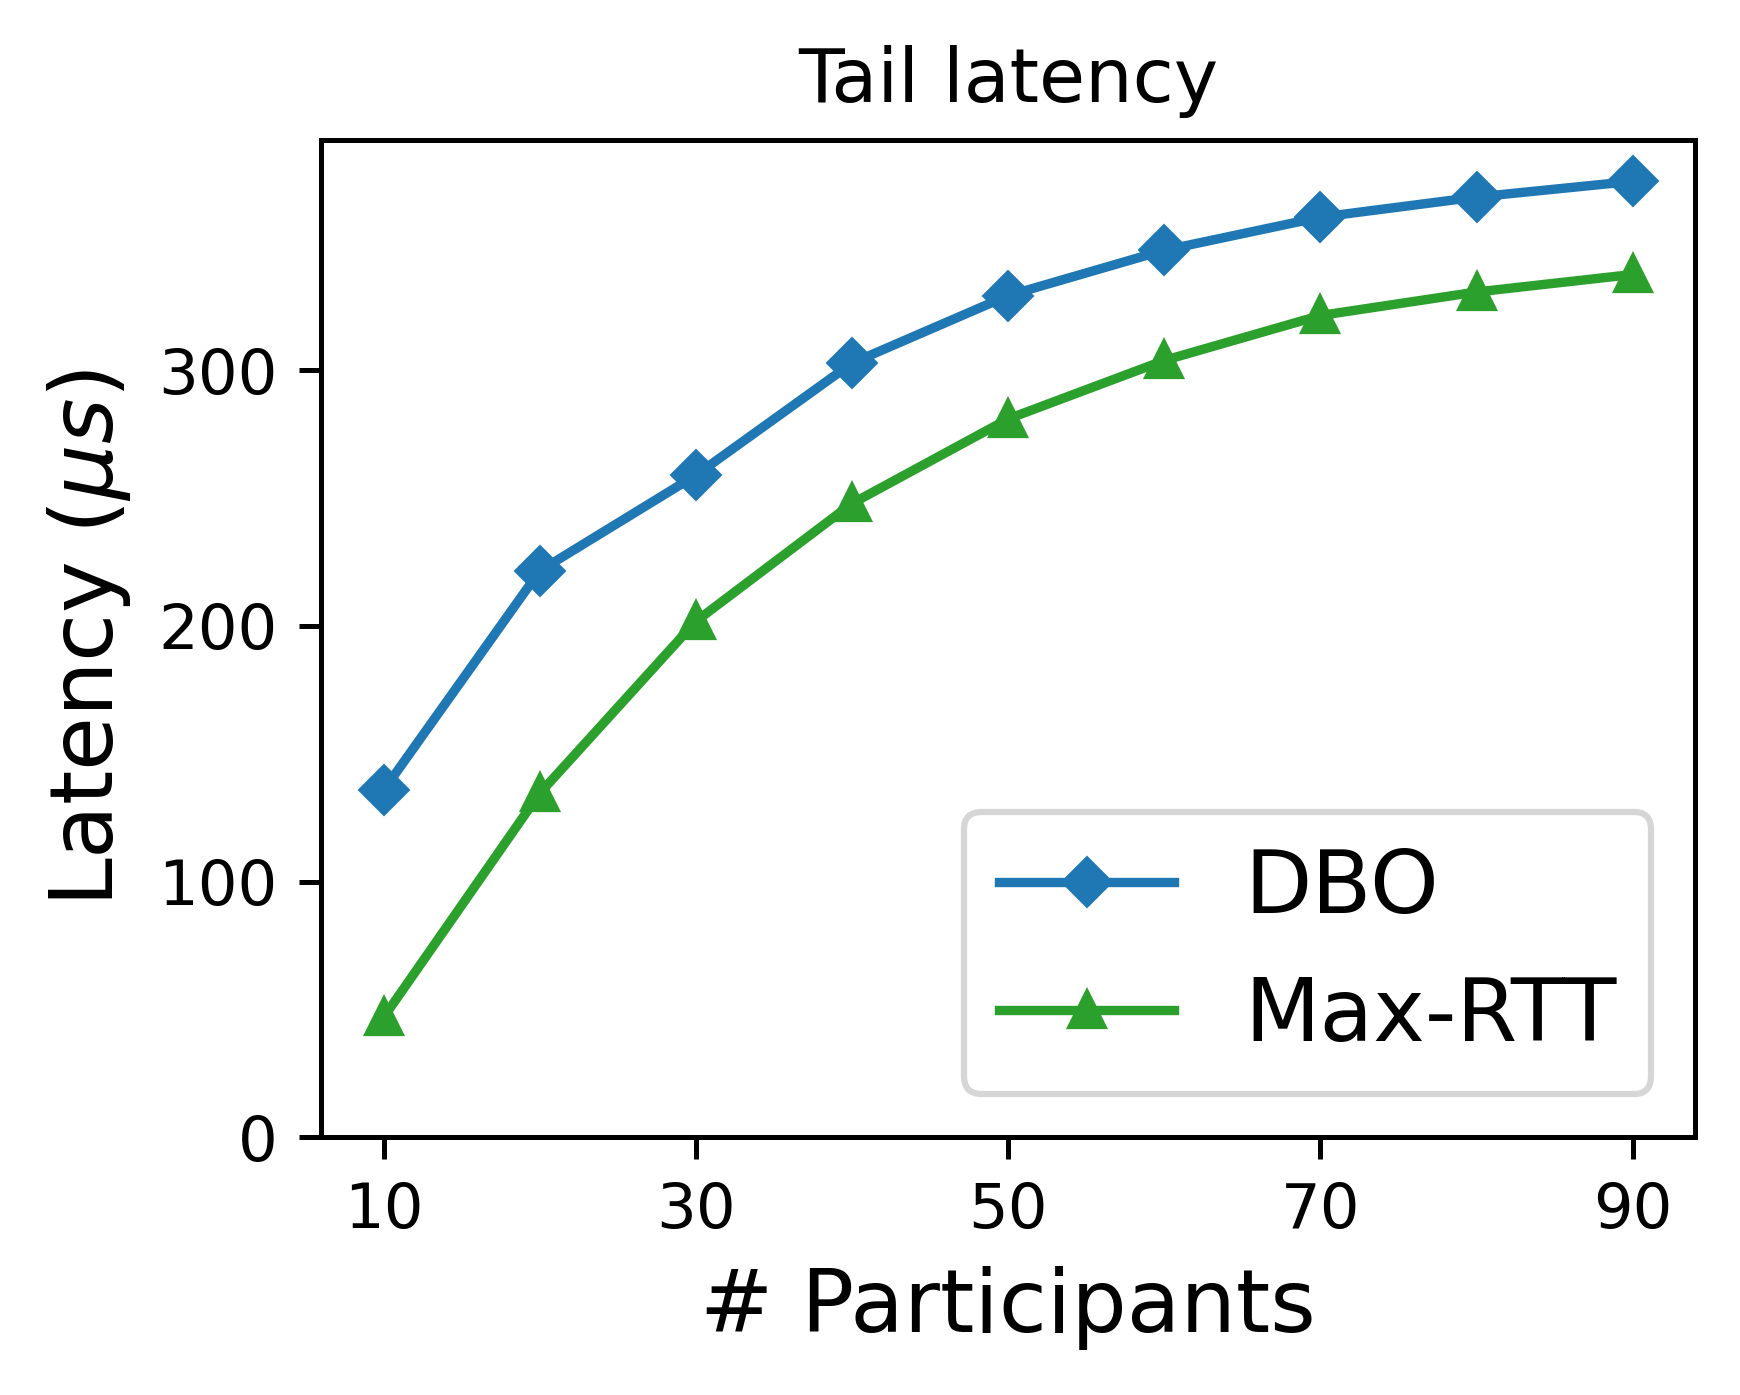 Tail latency
Latency (μs)
300
200
100
0
10 30 50 70 90
# Participants
DBO
Max-RTT